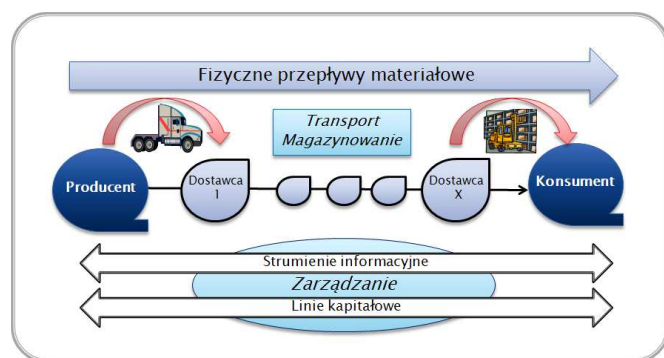 Fizyczne przepływy materiałowe
Transport
Magazynowanie
Producent
Dostawca
1
Dostawca
X
Konsument
Strumienie informacyjne
Zarządzanie
Linie kapitałowe